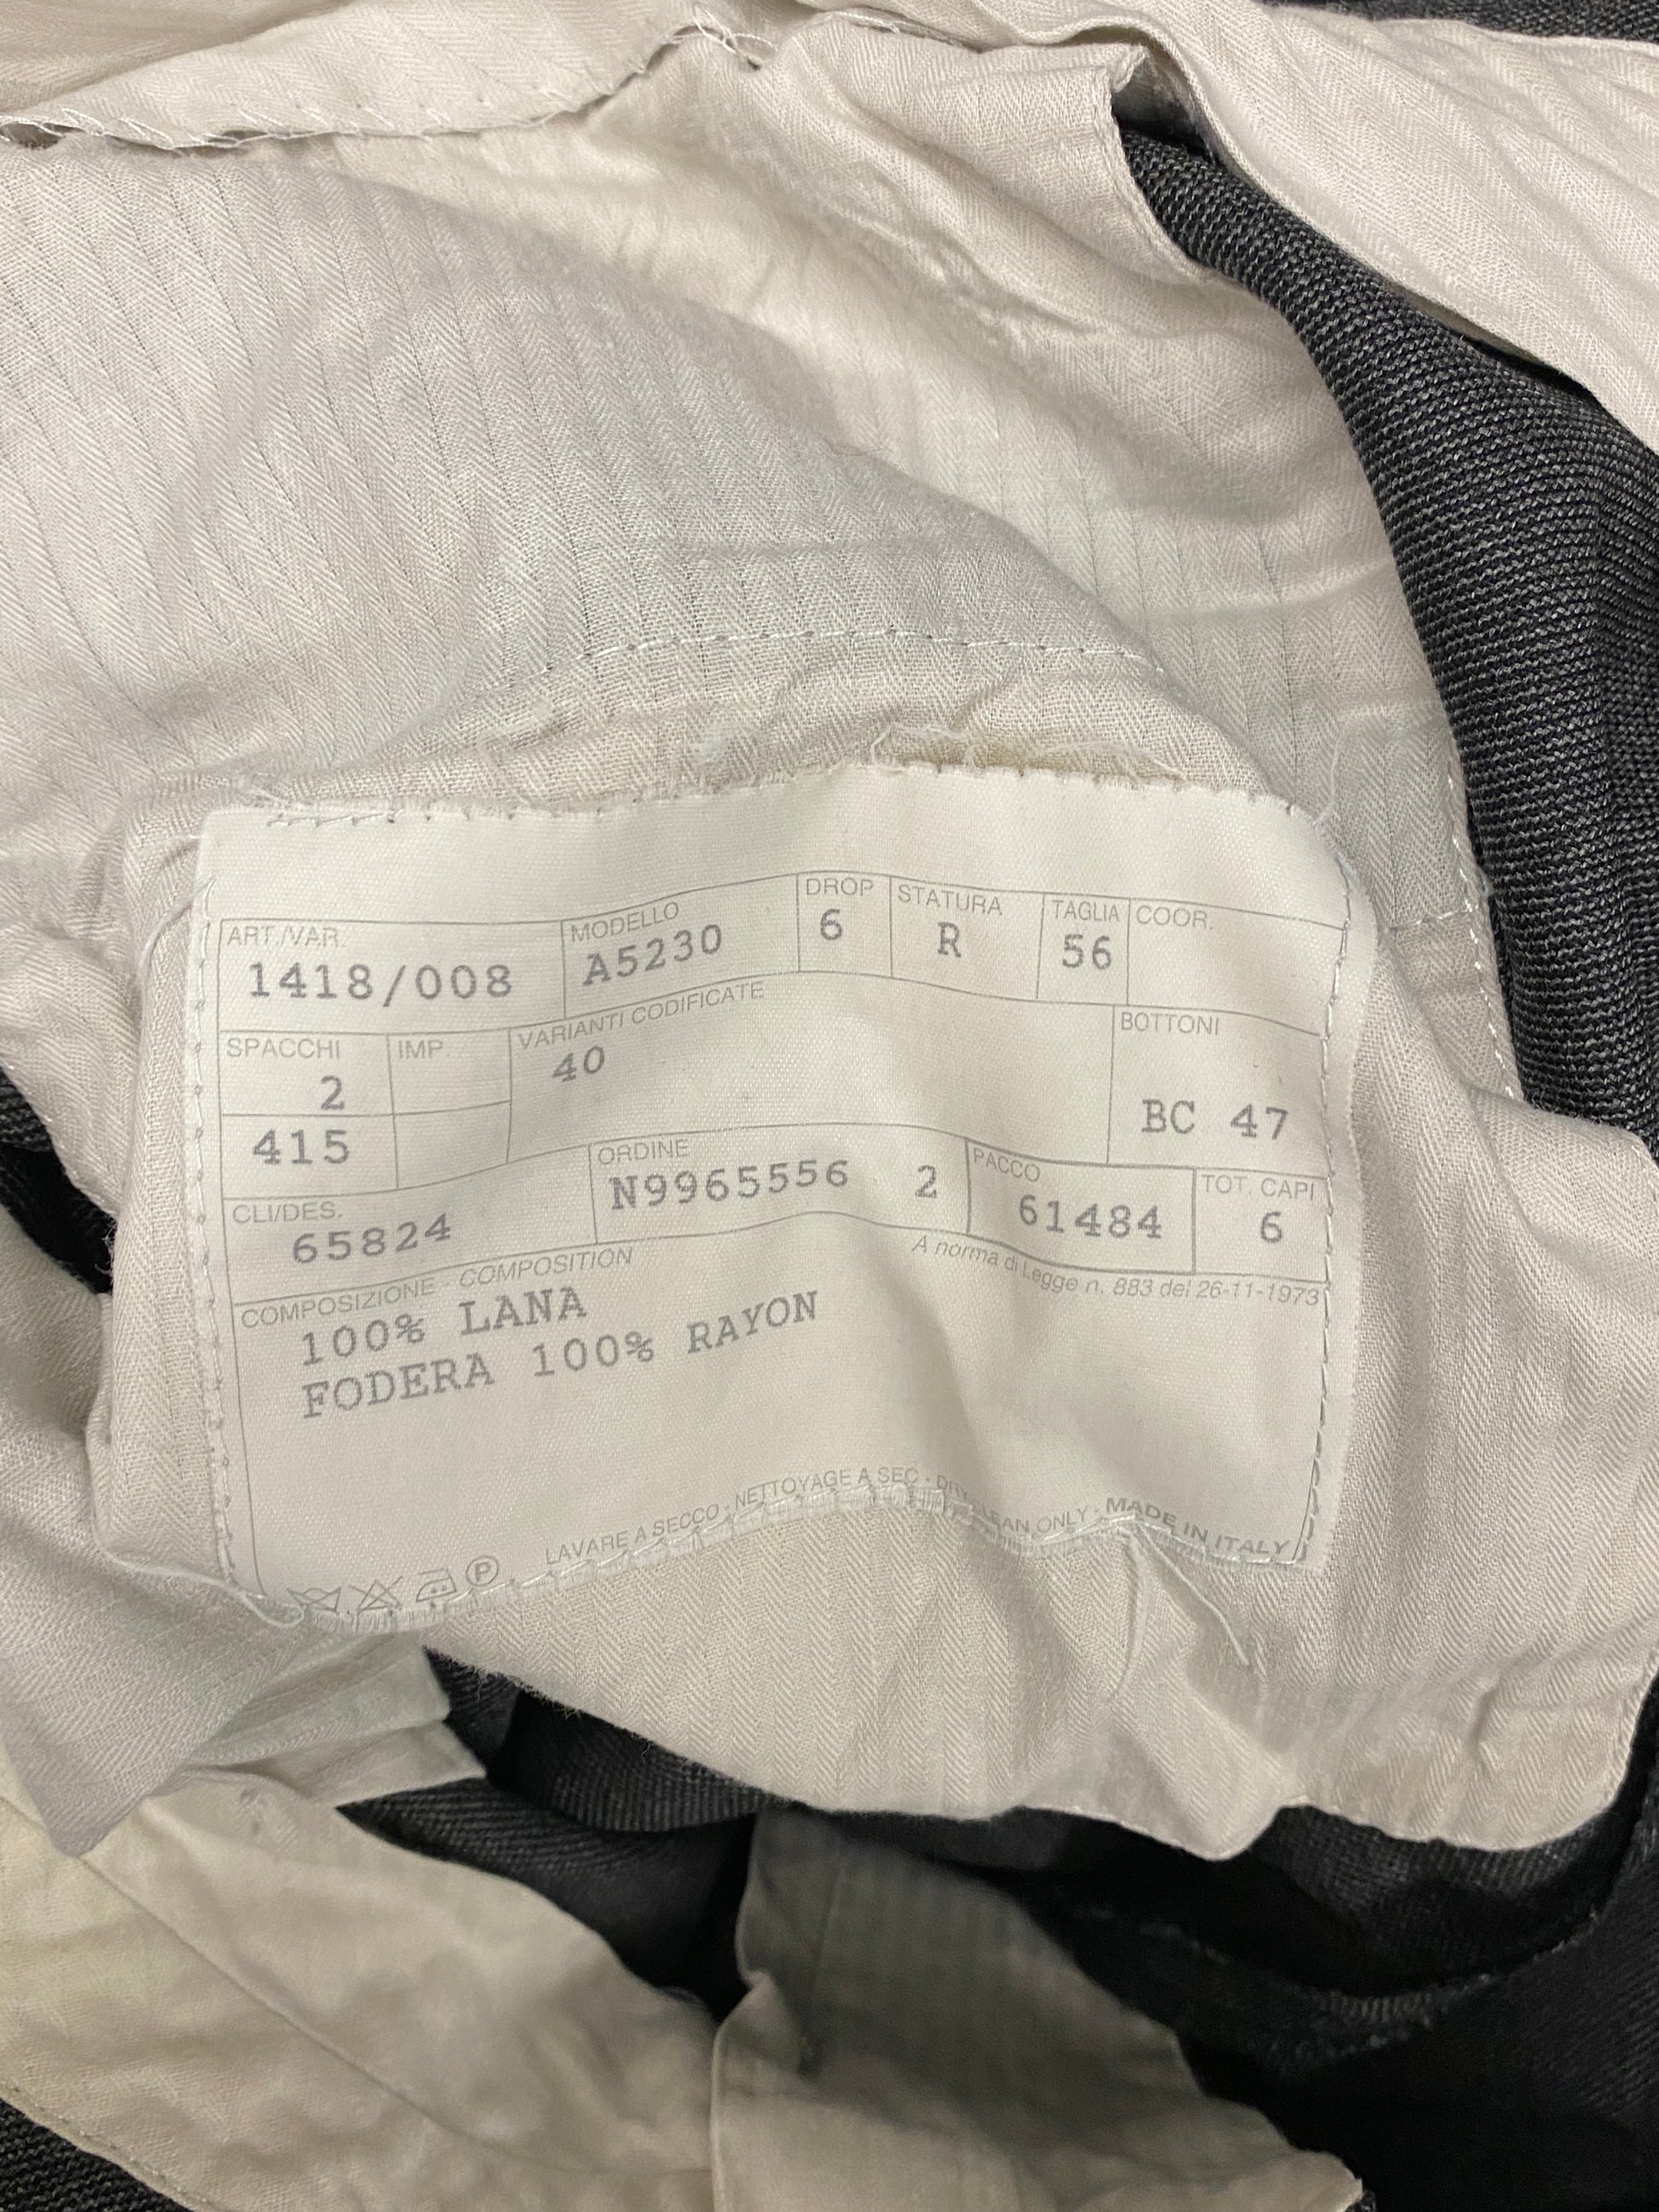 ART./VAR. MODELLO DROP STATURA TAGLIA COOR.
1418/008 A5230 6 R 56
SPACCHI IMP. VARIANTI CODIFICATE BOTTONI
2 40
415 BC 47
CLI/DES. ORDINE PACCO TOT. CAPI
65824 N9965556 2 61484 6
COMPOSIZIONE - COMPOSITION A norma di Legge n. 883 del 26-11-1973
100% LANA
FODERA 100% RAYON
P LAVARE A SECCO - NETTOYAGE A SEC - DRY CLEAN ONLY - MADE IN ITALY